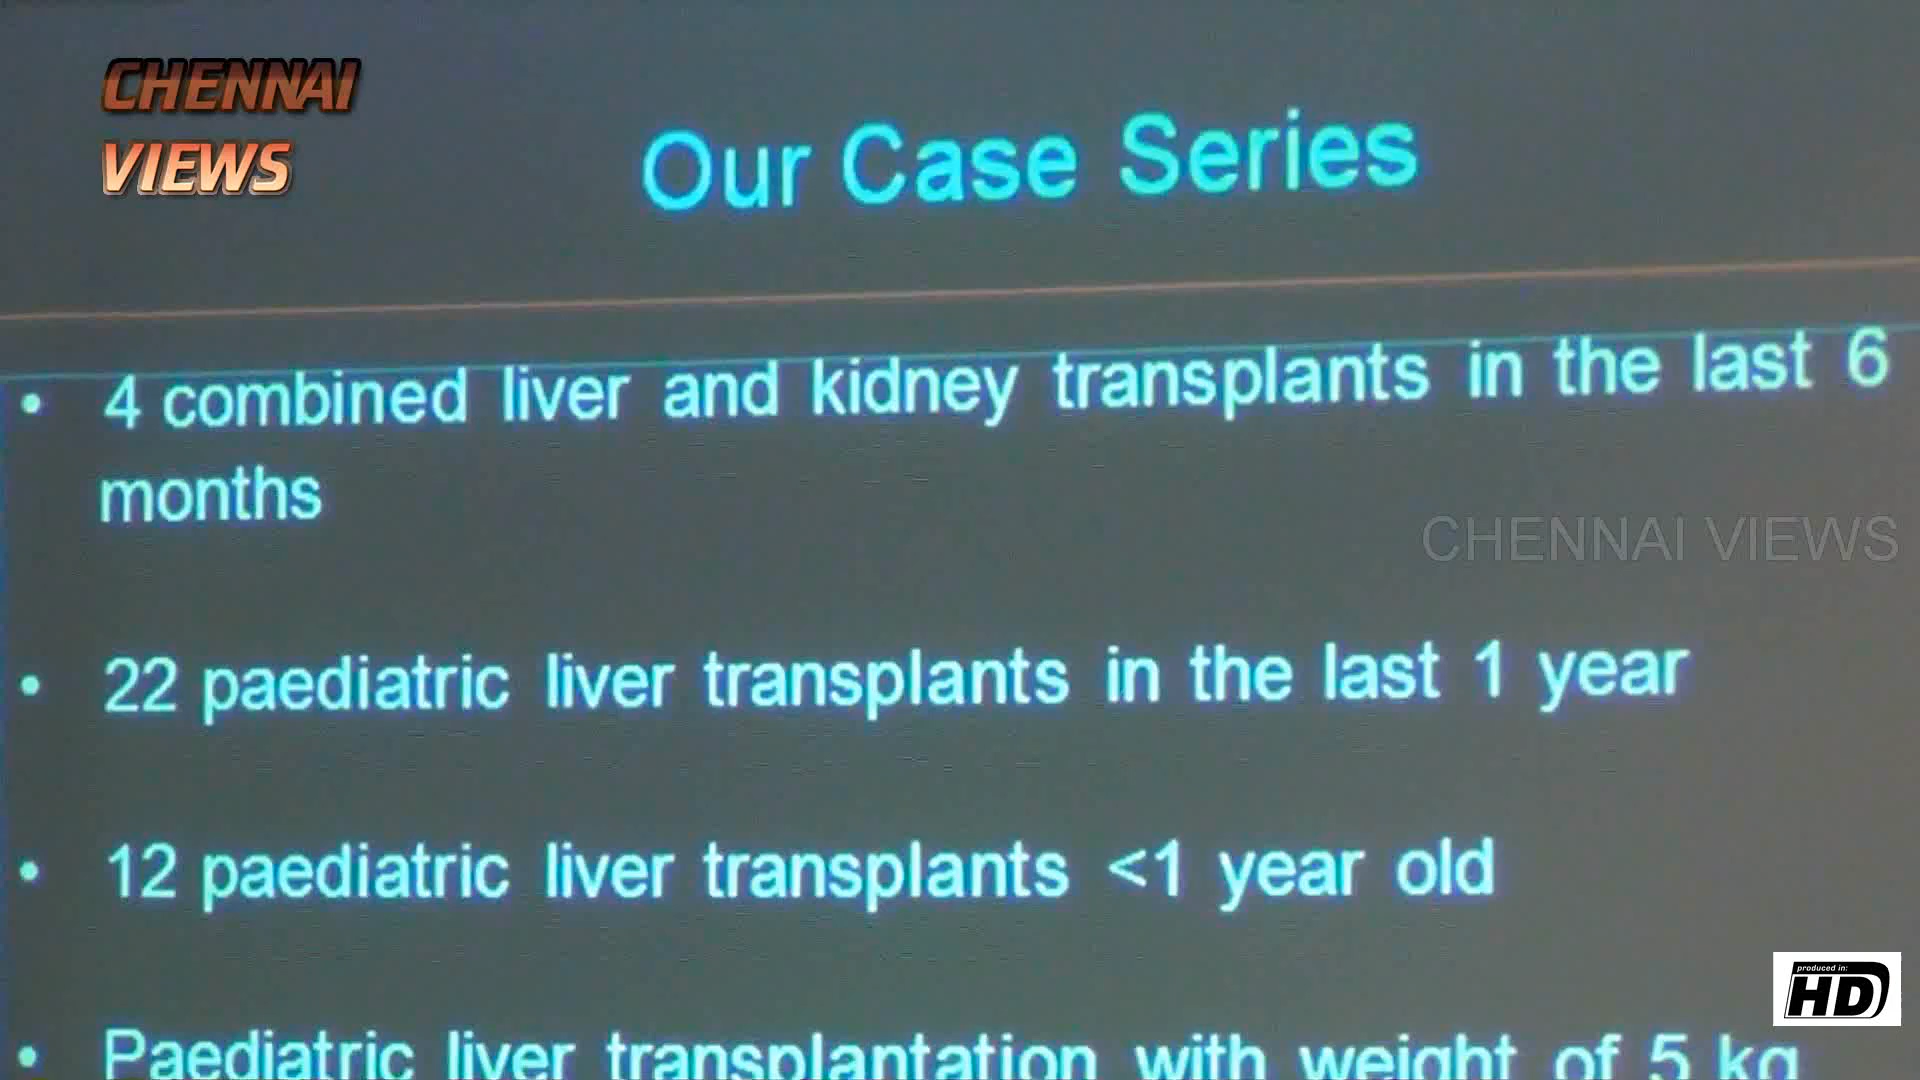 CHENNAI
VIEWS
Our Case Series
• 4 combined liver and kidney transplants in the last 6
months
CHENNAI VIEWS
• 22 paediatric liver transplants in the last 1 year
• 12 paediatric liver transplants <1 year old
produced in:
HD
• Paediatric liver transplantation with weight of 5 kg